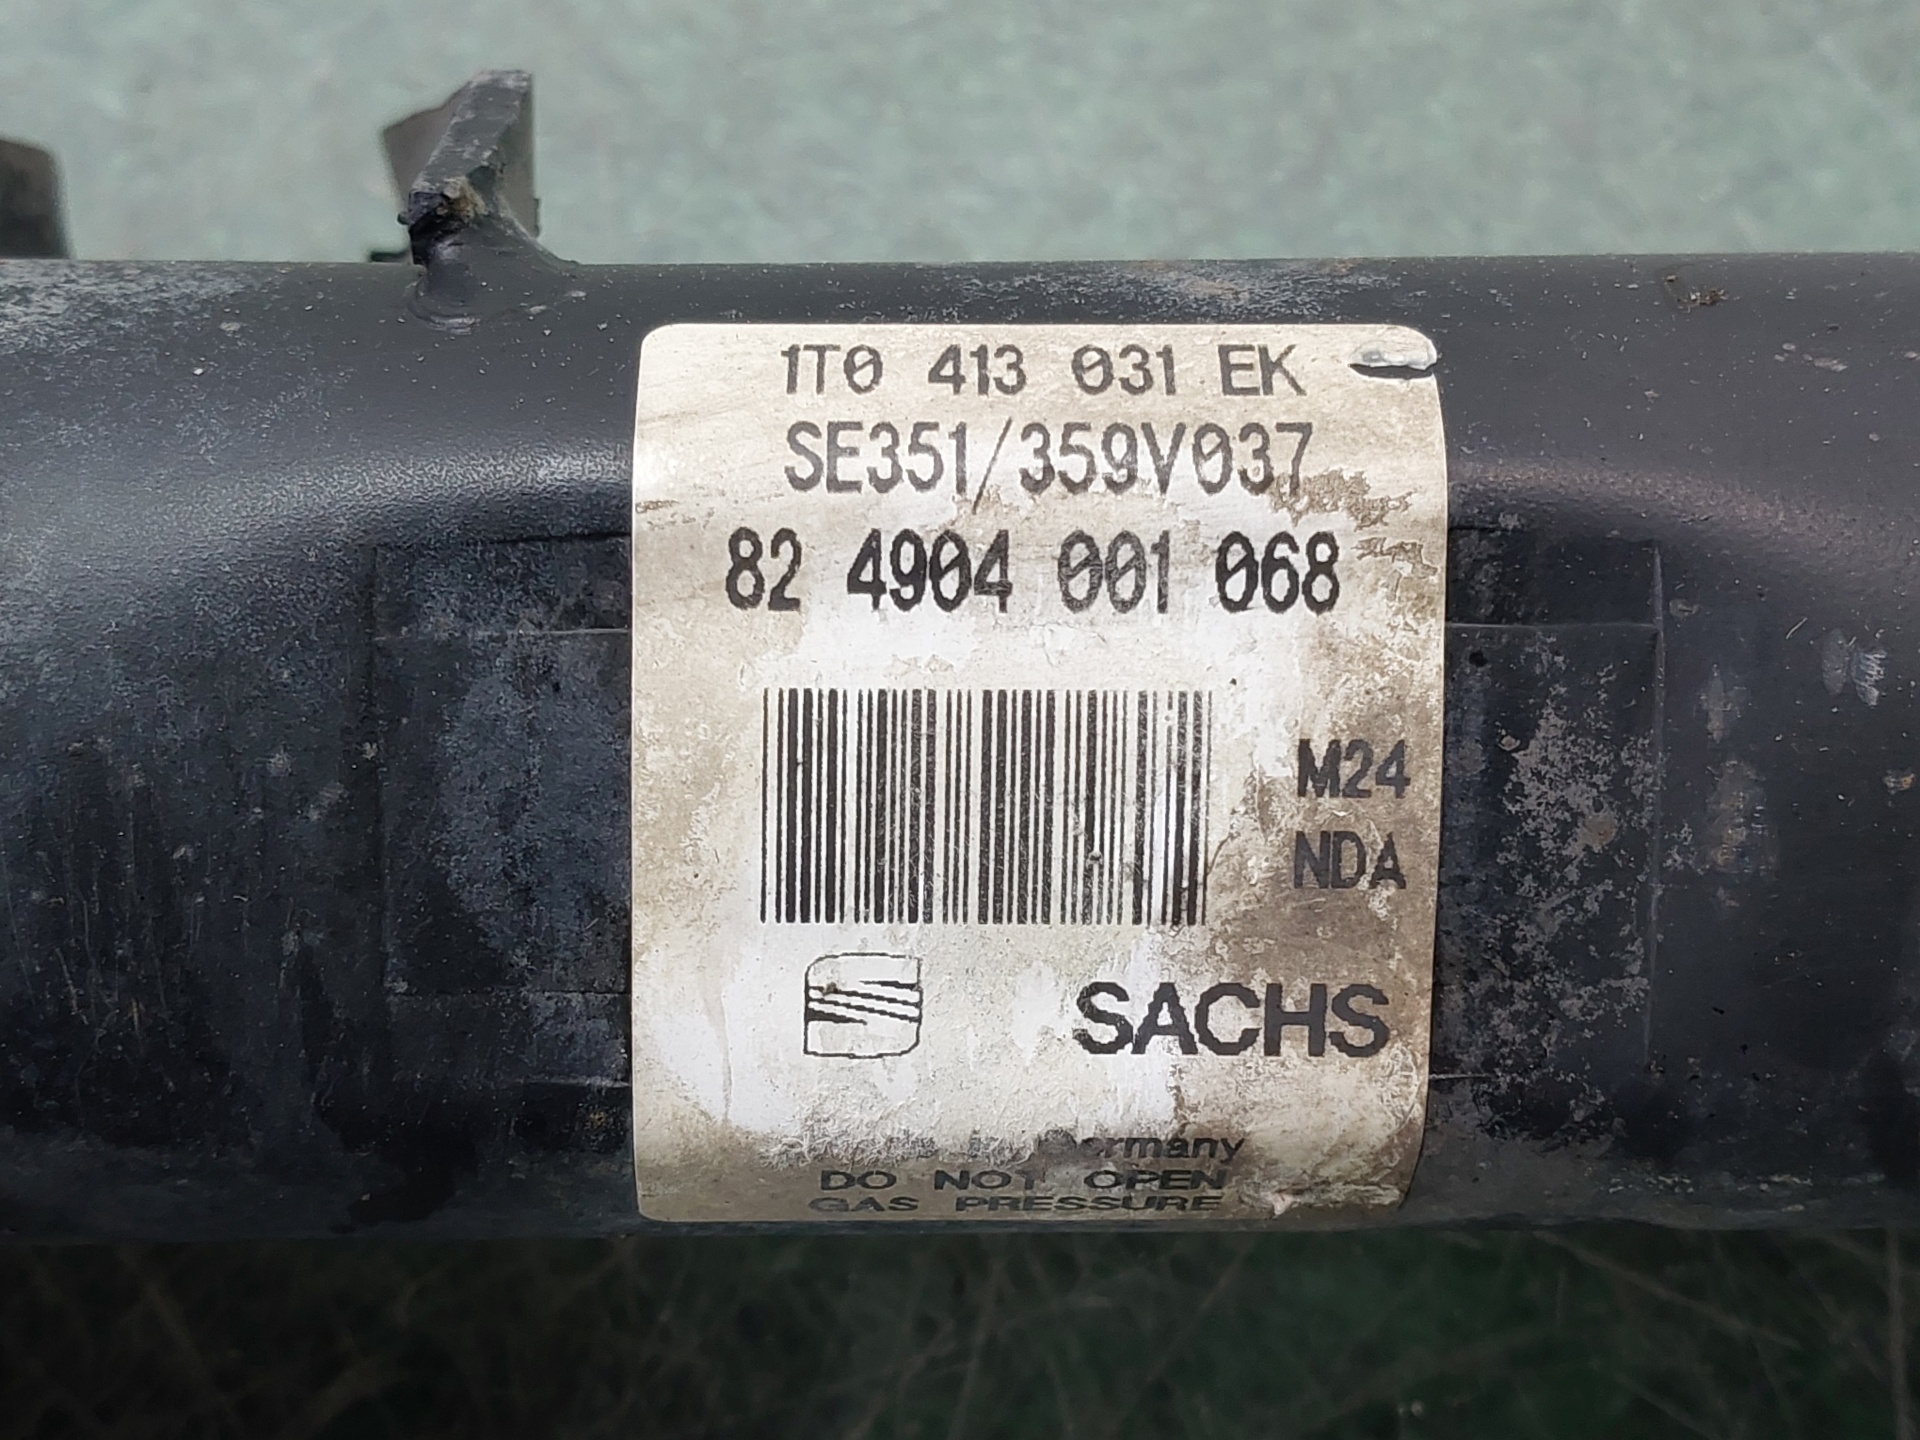 1T0 413 031 EK
SE351/359V037
82 4904 001 068
M24
NDA
SACHS
in Germany
DO NOT OPEN
GAS PRESSURE